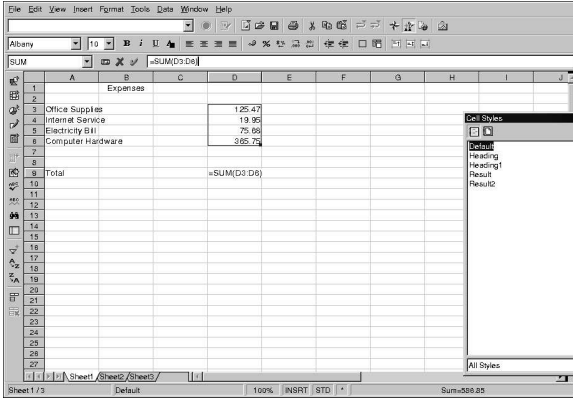 File Edit View Insert Format Tools Data Window Help
Albany 10 B i U A
SUM =SUM(D3:D6)
A B C D E F G H I J
1 Expenses
2
3 Office Supplies 125.47
4 Internet Service 19.95
5 Electricity Bill 75.68
6 Computer Hardware 365.75
7
8
9 Total =SUM(D3:D6)
10
11
12
13
14
15
16
17
18
19
20
21
22
23
24
25
26
27
Cell Styles
Default
Heading
Heading1
Result
Result2
All Styles
Sheet1 Sheet2 Sheet3
Sheet 1 / 3 Default 100% INSRT STD * Sum=586.85